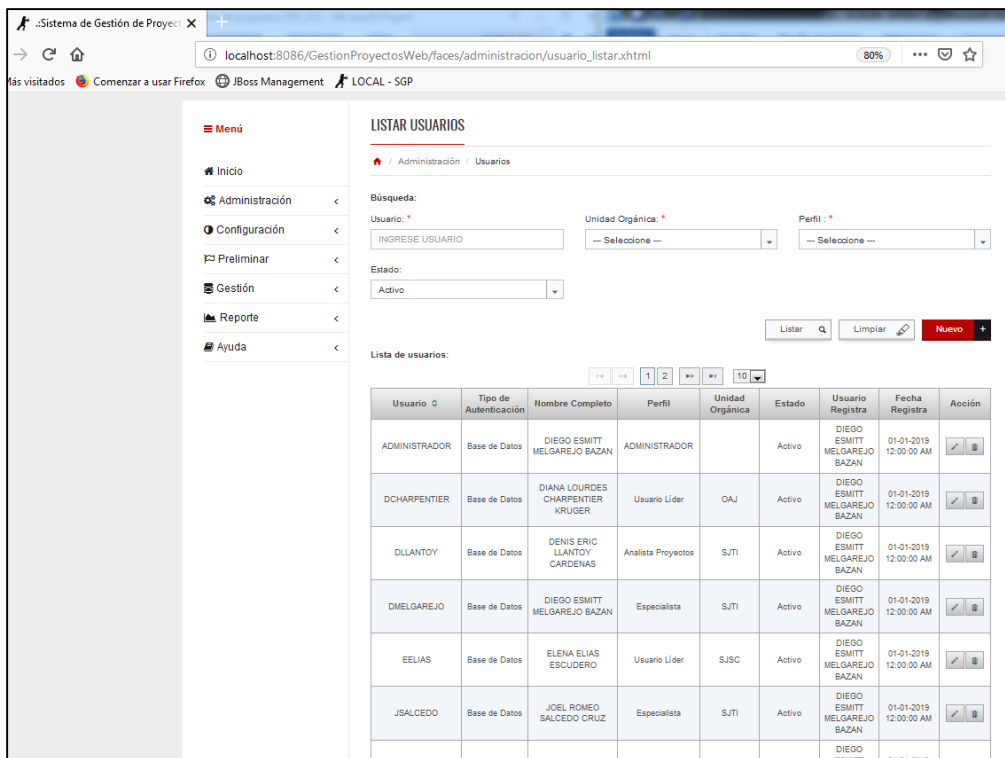 .:Sistema de Gestión de Proyect
localhost:8086/GestionProyectosWeb/faces/administracion/usuario_listar.xhtml
80%
Más visitados Comenzar a usar Firefox JBoss Management LOCAL - SGP
Menú
Inicio
Administración
Configuración
Preliminar
Gestión
Reporte
Ayuda
LISTAR USUARIOS
/ Administración / Usuarios
Búsqueda:
Usuario: * Unidad Orgánica: * Perfil : *
INGRESE USUARIO --- Seleccione --- --- Seleccione ---
Estado:
Activo
Listar Limpiar Nuevo +
Lista de usuarios:
1 2 10
Usuario Tipo de Autenticación Nombre Completo Perfil Unidad Orgánica Estado Usuario Registra Fecha Registra Acción
ADMINISTRADOR Base de Datos DIEGO ESMITT MELGAREJO BAZAN ADMINISTRADOR Activo DIEGO ESMITT MELGAREJO BAZAN 01-01-2019 12:00:00 AM
DCHARPENTIER Base de Datos DIANA LOURDES CHARPENTIER KRUGER Usuario Líder OAJ Activo DIEGO ESMITT MELGAREJO BAZAN 01-01-2019 12:00:00 AM
DLLANTOY Base de Datos DENIS ERIC LLANTOY CARDENAS Analista Proyectos SJTI Activo DIEGO ESMITT MELGAREJO BAZAN 01-01-2019 12:00:00 AM
DMELGAREJO Base de Datos DIEGO ESMITT MELGAREJO BAZAN Especialista SJTI Activo DIEGO ESMITT MELGAREJO BAZAN 01-01-2019 12:00:00 AM
EELIAS Base de Datos ELENA ELIAS ESCUDERO Usuario Líder SJSC Activo DIEGO ESMITT MELGAREJO BAZAN 01-01-2019 12:00:00 AM
JSALCEDO Base de Datos JOEL ROMEO SALCEDO CRUZ Especialista SJTI Activo DIEGO ESMITT MELGAREJO BAZAN 01-01-2019 12:00:00 AM
DIEGO